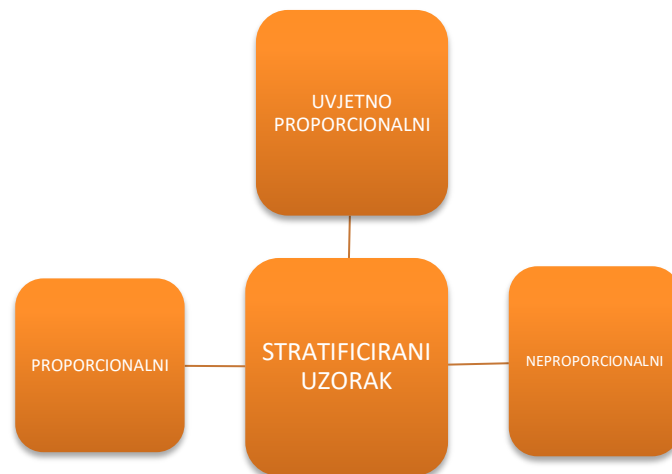 UVJETNO
PROPORCIONALNI
PROPORCIONALNI
STRATIFICIRANI
UZORAK
NEPROPORCIONALNI